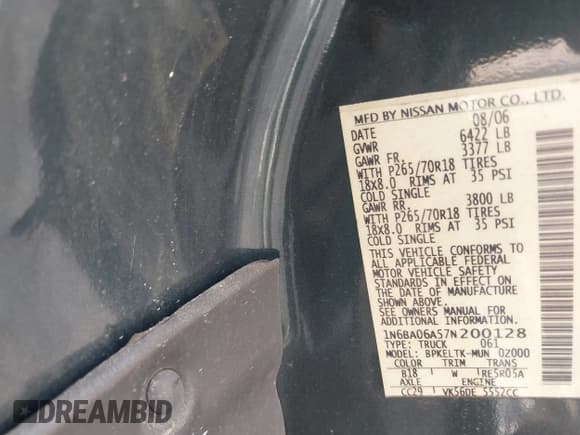 MFD BY NISSAN MOTOR CO., LTD.
DATE 08/06
GVWR 6422 LB
GAWR FR. 3377 LB
WITH P265/70R18 TIRES
18x8.0 RIMS AT 35 PSI
COLD SINGLE
GAWR RR. 3800 LB
WITH P265/70R18 TIRES
18x8.0 RIMS AT 35 PSI
COLD SINGLE
THIS VEHICLE CONFORMS TO
ALL APPLICABLE FEDERAL
MOTOR VEHICLE SAFETY
STANDARDS IN EFFECT ON
THE DATE OF MANUFACTURE
SHOWN ABOVE.
SEE OWNERS MANUAL FOR
ADDITIONAL INFORMATION.
1N6BA06A57N200128
TYPE: TRUCK 061
MODEL: BPKELTK-MUN 0Z000
COLOR TRIM TRANS
B18 W RE5R05A
AXLE ENGINE
CC29 VK56DE 5552CC
DREAMBID
dreambid.com